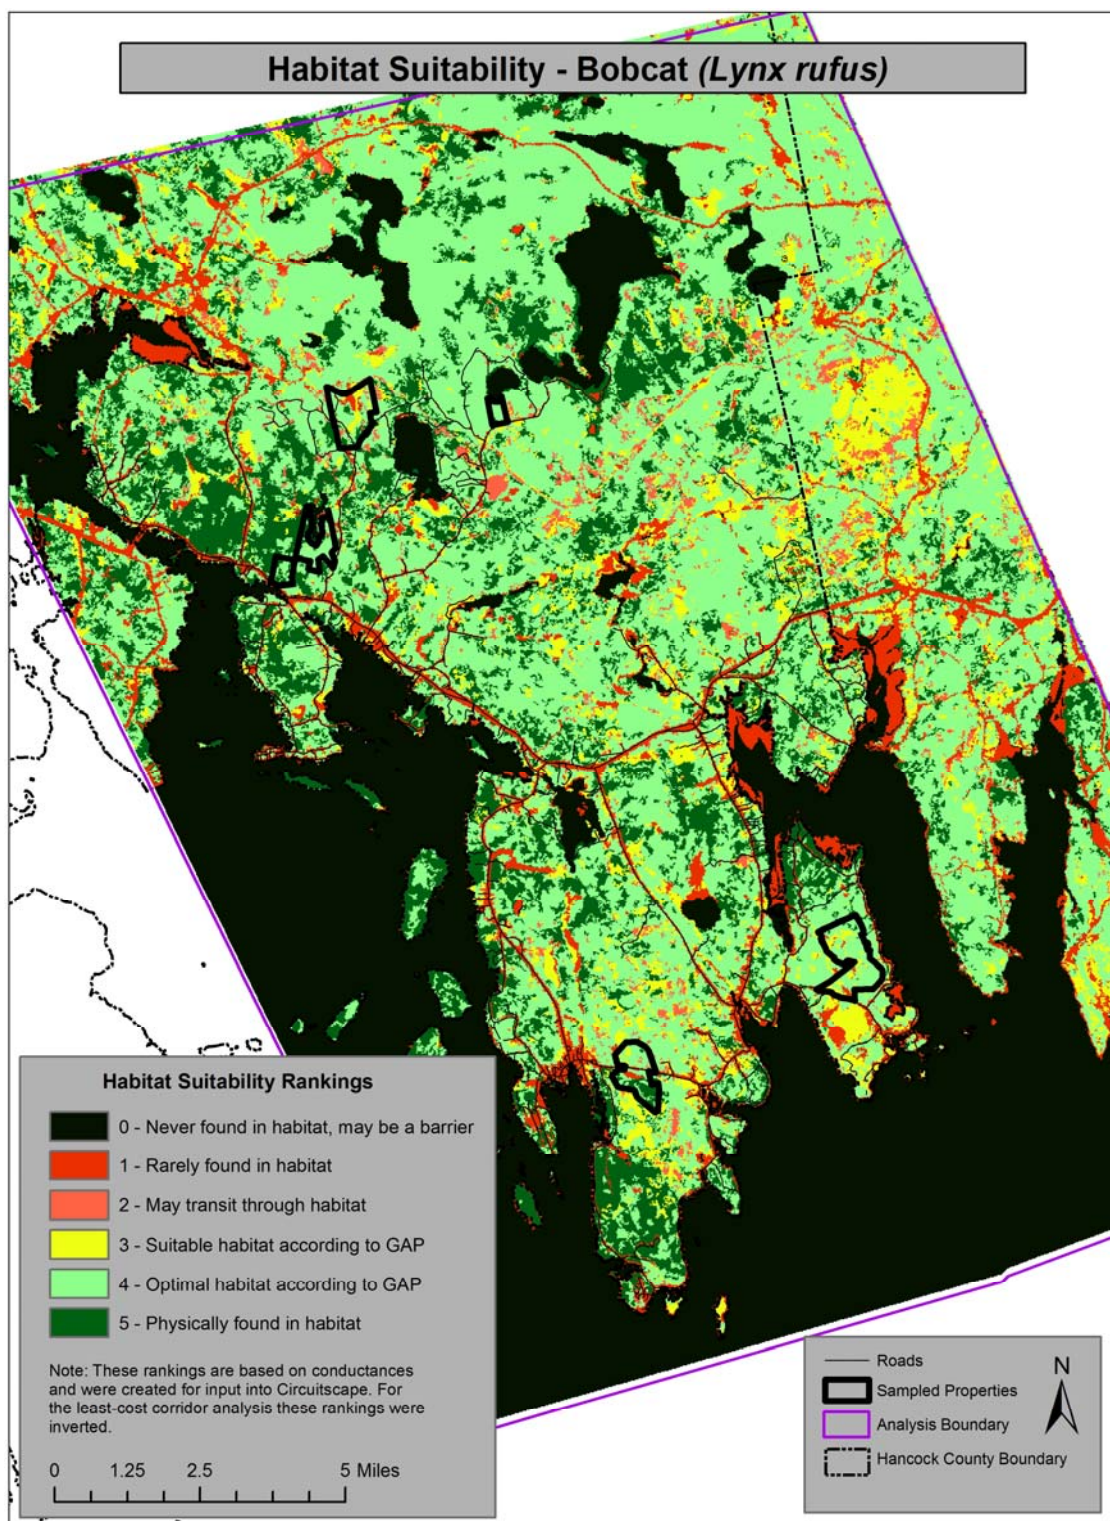 Habitat Suitability - Bobcat (Lynx rufus)
Habitat Suitability Rankings
0 - Never found in habitat, may be a barrier
1 - Rarely found in habitat
2 - May transit through habitat
3 - Suitable habitat according to GAP
4 - Optimal habitat according to GAP
5 - Physically found in habitat
Note: These rankings are based on conductances
and were created for input into Circuitscape. For
the least-cost corridor analysis these rankings were
inverted.
0 1.25 2.5 5 Miles
Roads
N
Sampled Properties
Analysis Boundary
Hancock County Boundary